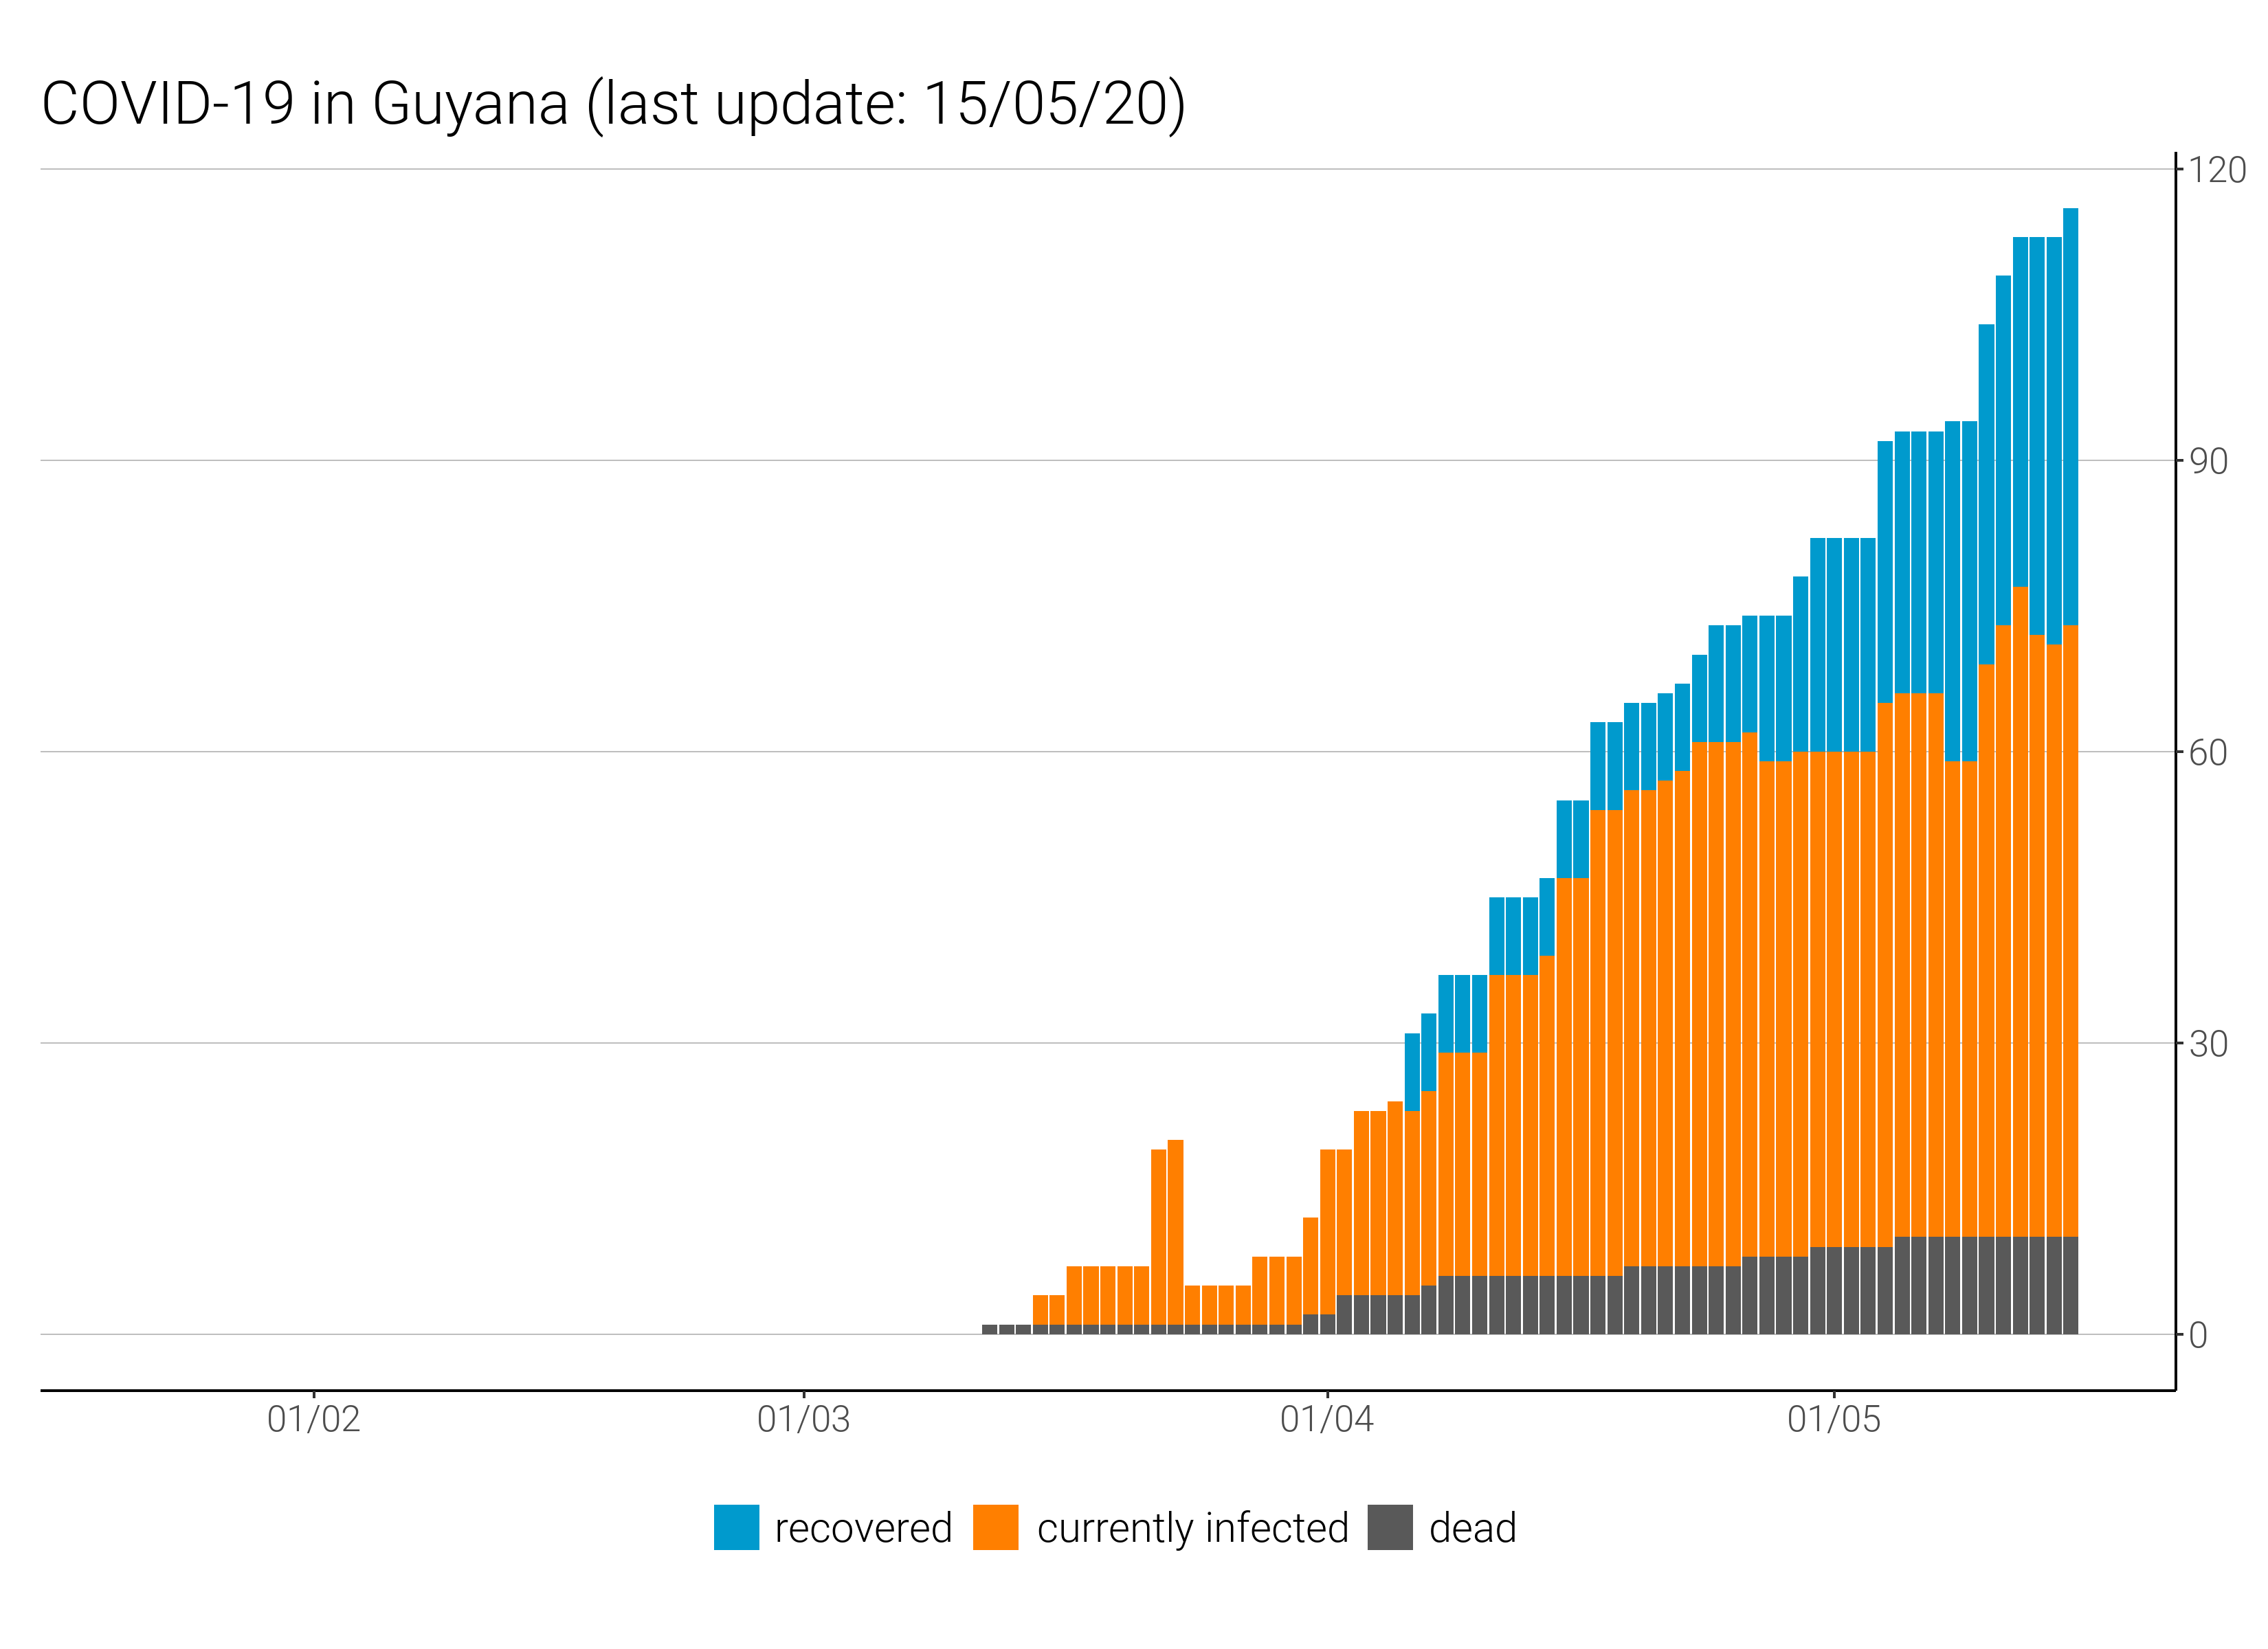 COVID-19 in Guyana (last update: 15/05/20)
120
90
60
30
0
01/02 01/03 01/04 01/05
recovered currently infected dead